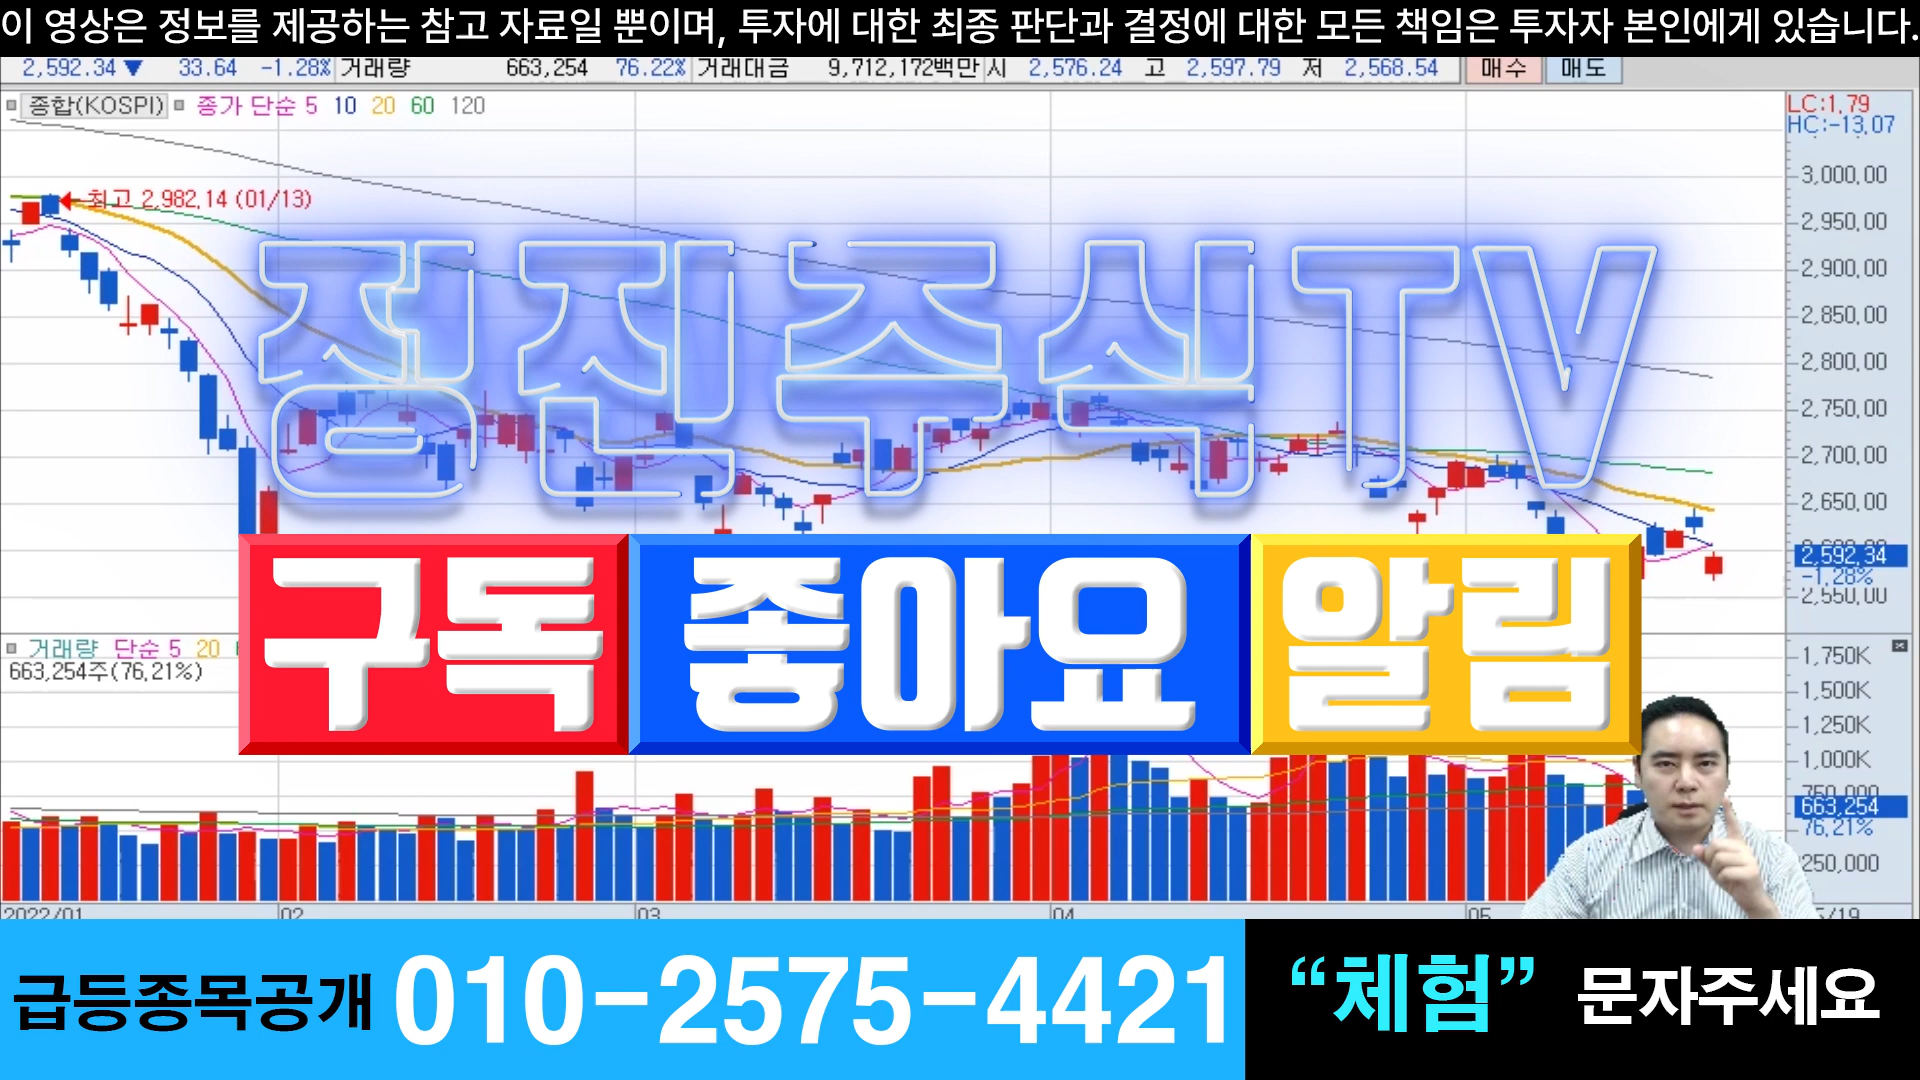 이 영상은 정보를 제공하는 참고 자료일 뿐이며, 투자에 대한 최종 판단과 결정에 대한 모든 책임은 투자자 본인에게 있습니다.
2,592.34▼ 33.64 -1.28% 거래량 663,254 76.22% 거래대금 9,712,172백만 시 2,576.24 고 2,597.79 저 2,568.54 매수 매도
종합(KOSPI) 종가 단순 5 10 20 60 120
LC:1.79
HC:-13.07
최고 2,982.14 (01/13)
3,000.00
2,950.00
2,900.00
2,850.00
2,800.00
2,750.00
2,700.00
2,650.00
2,592.34
-1.28%
2,550.00
정진주식TV
구독 좋아요 알림
거래량 단순 5 20
663,254주(76.21%)
1,750K
1,500K
1,250K
1,000K
750,000
663,254
76.21%
250,000
2022/01 02 03 04 05 5/19
급등종목공개 010-2575-4421 “체험” 문자주세요